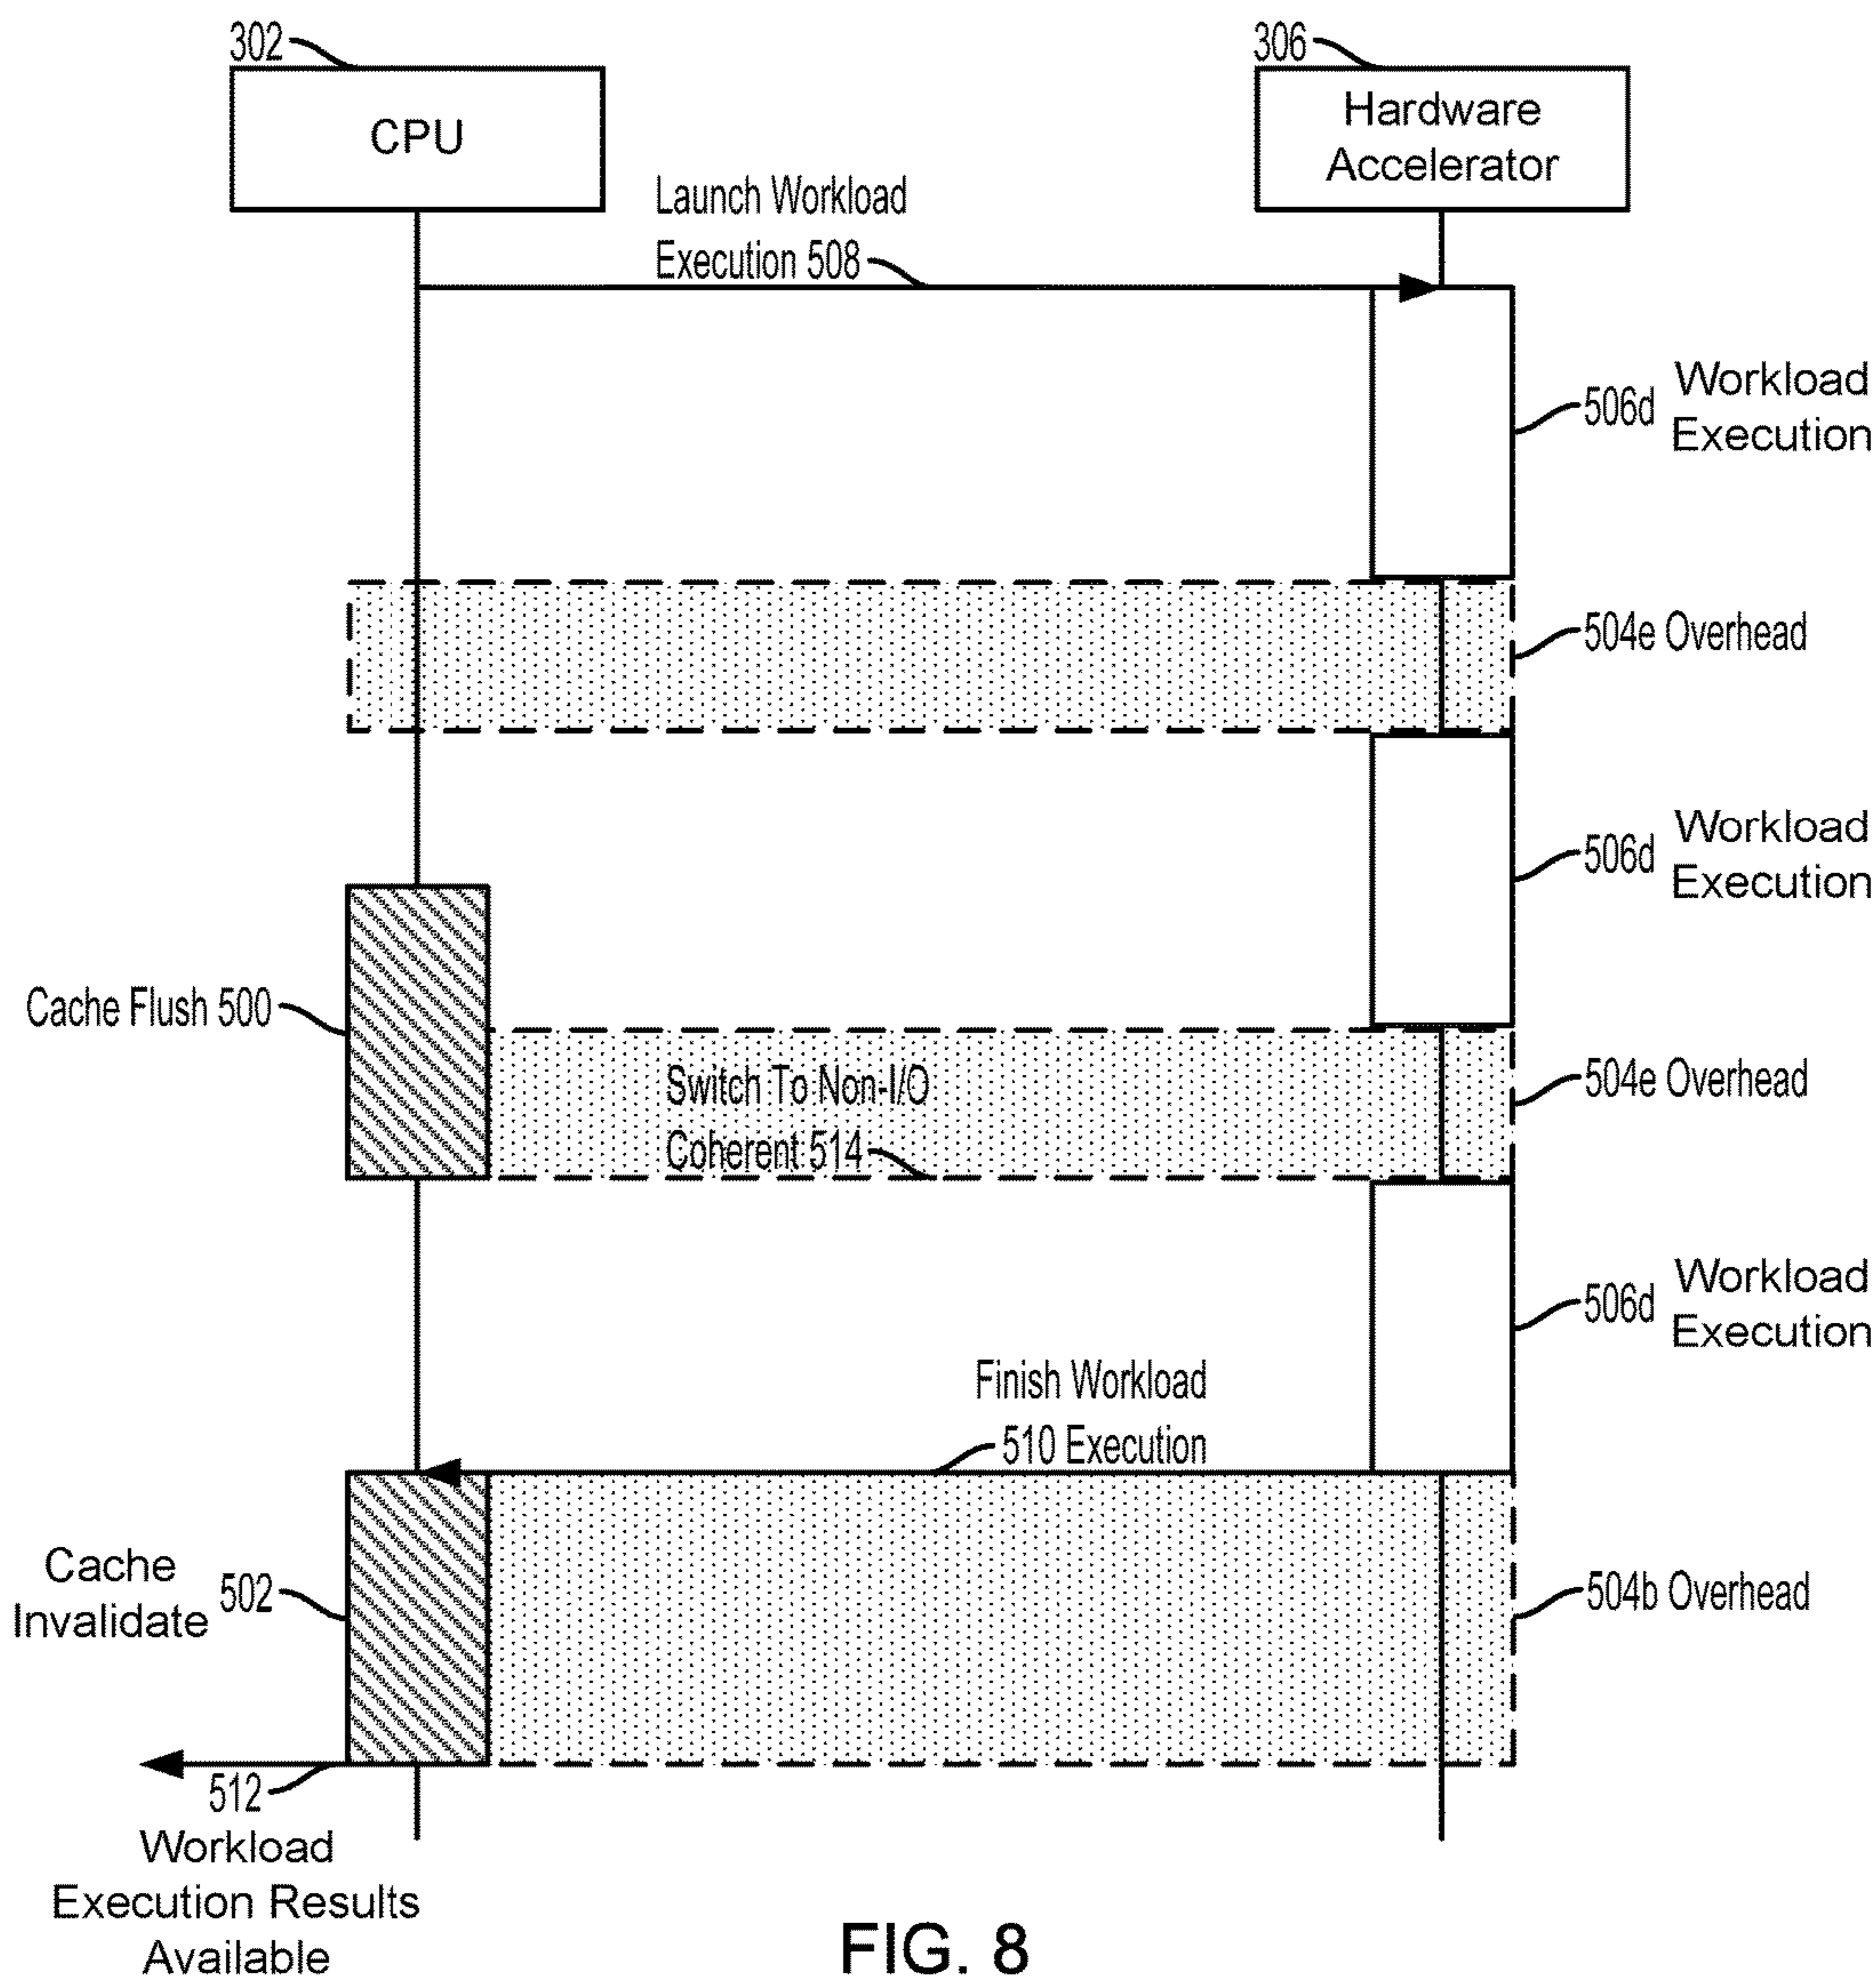 302
306
CPU
Hardware
Accelerator
Launch Workload
Execution 508
Workload
506d
Execution
504e Overhead
Workload
506d
Execution
Cache Flush 500
Switch To Non-I/O
Coherent 514
504e Overhead
Workload
506d
Execution
Finish Workload
510 Execution
Cache
502
Invalidate
504b Overhead
512
Workload
Execution Results
Available
FIG. 8